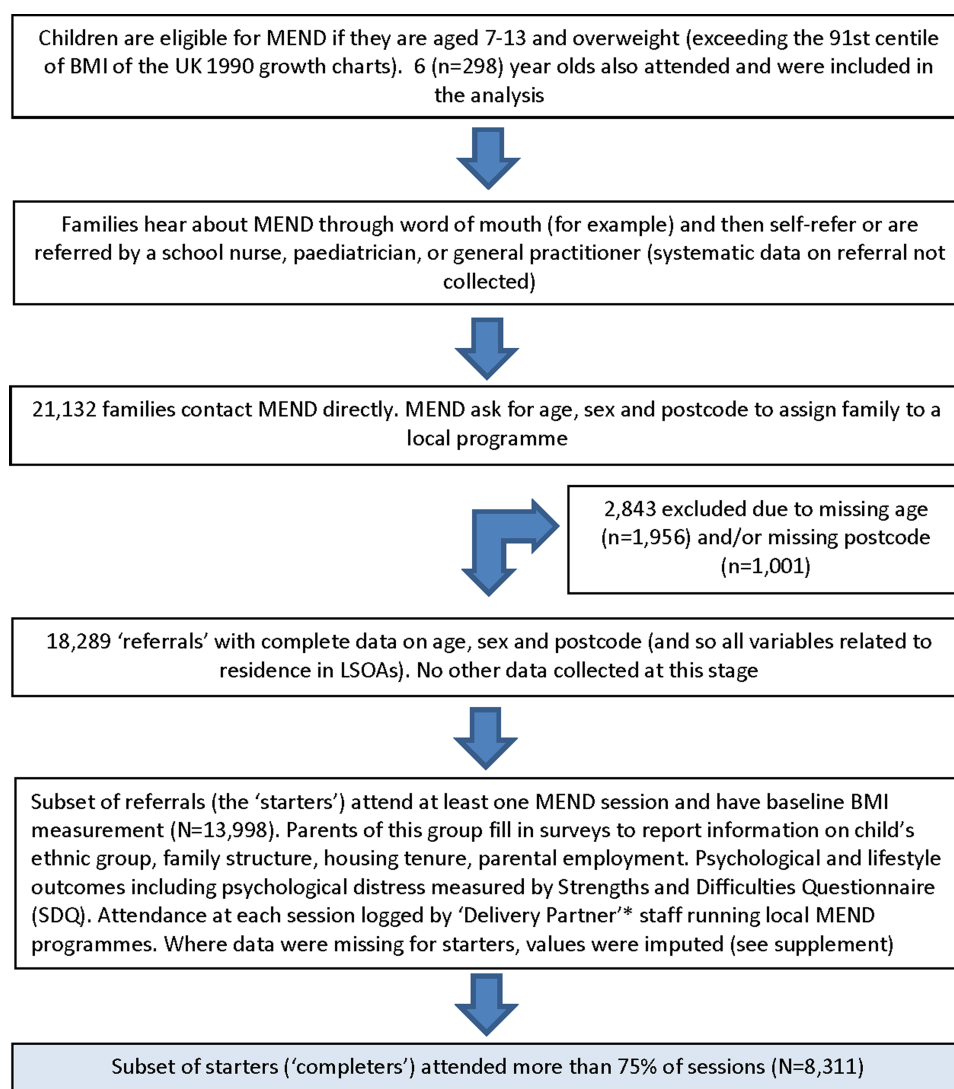 Children are eligible for MEND if they are aged 7-13 and overweight (exceeding the 91st centile
of BMI of the UK 1990 growth charts).  6 (n=298) year olds also attended and were included in
the analysis
Families hear about MEND through word of mouth (for example) and then self-refer or are
referred by a school nurse, paediatrician, or general practitioner (systematic data on referral not
collected)
21,132 families contact MEND directly. MEND ask for age, sex and postcode to assign family to a
local programme
2,843 excluded due to missing age
(n=1,956) and/or missing postcode
(n=1,001)
18,289 ‘referrals’ with complete data on age, sex and postcode (and so all variables related to
residence in LSOAs). No other data collected at this stage
Subset of referrals (the ‘starters’) attend at least one MEND session and have baseline BMI
measurement (N=13,998). Parents of this group fill in surveys to report information on child’s
ethnic group, family structure, housing tenure, parental employment. Psychological and lifestyle
outcomes including psychological distress measured by Strengths and Difficulties Questionnaire
(SDQ). Attendance at each session logged by ‘Delivery Partner’* staff running local MEND
programmes. Where data were missing for starters, values were imputed (see supplement)
Subset of starters (‘completers’) attended more than 75% of sessions (N=8,311)